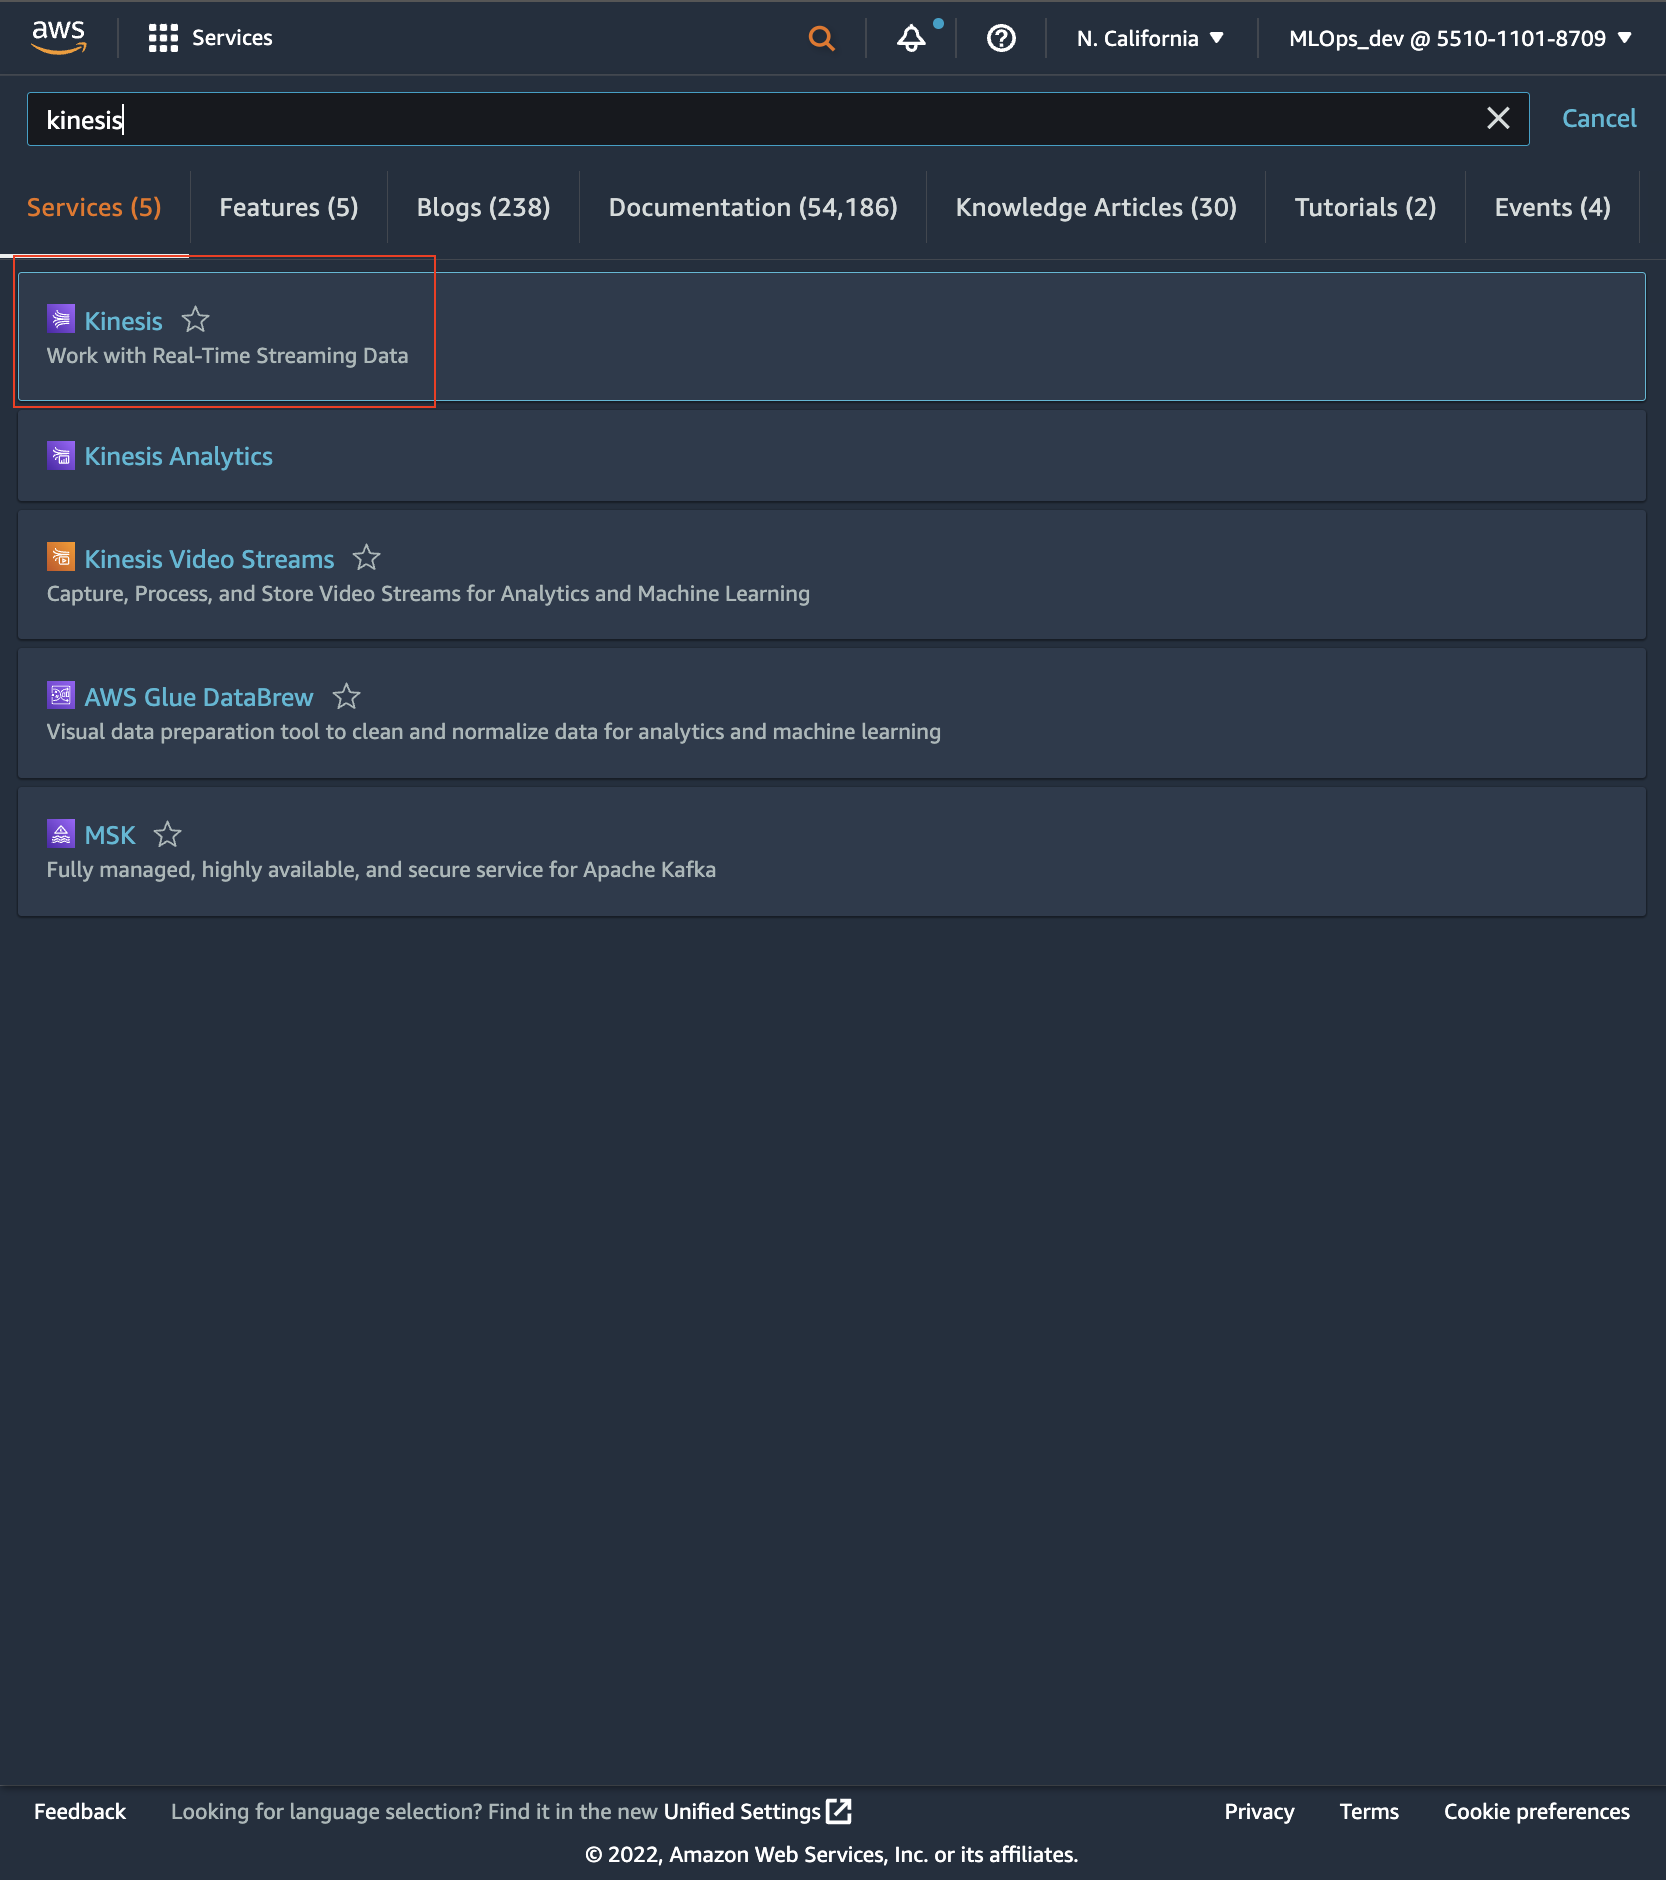 aws Services N. California MLOps_dev @ 5510-1101-8709
kinesis Cancel
Services (5) Features (5) Blogs (238) Documentation (54,186) Knowledge Articles (30) Tutorials (2) Events (4)
Kinesis
Work with Real-Time Streaming Data
Kinesis Analytics
Kinesis Video Streams
Capture, Process, and Store Video Streams for Analytics and Machine Learning
AWS Glue DataBrew
Visual data preparation tool to clean and normalize data for analytics and machine learning
MSK
Fully managed, highly available, and secure service for Apache Kafka
Feedback Looking for language selection? Find it in the new Unified Settings Privacy Terms Cookie preferences
© 2022, Amazon Web Services, Inc. or its affiliates.